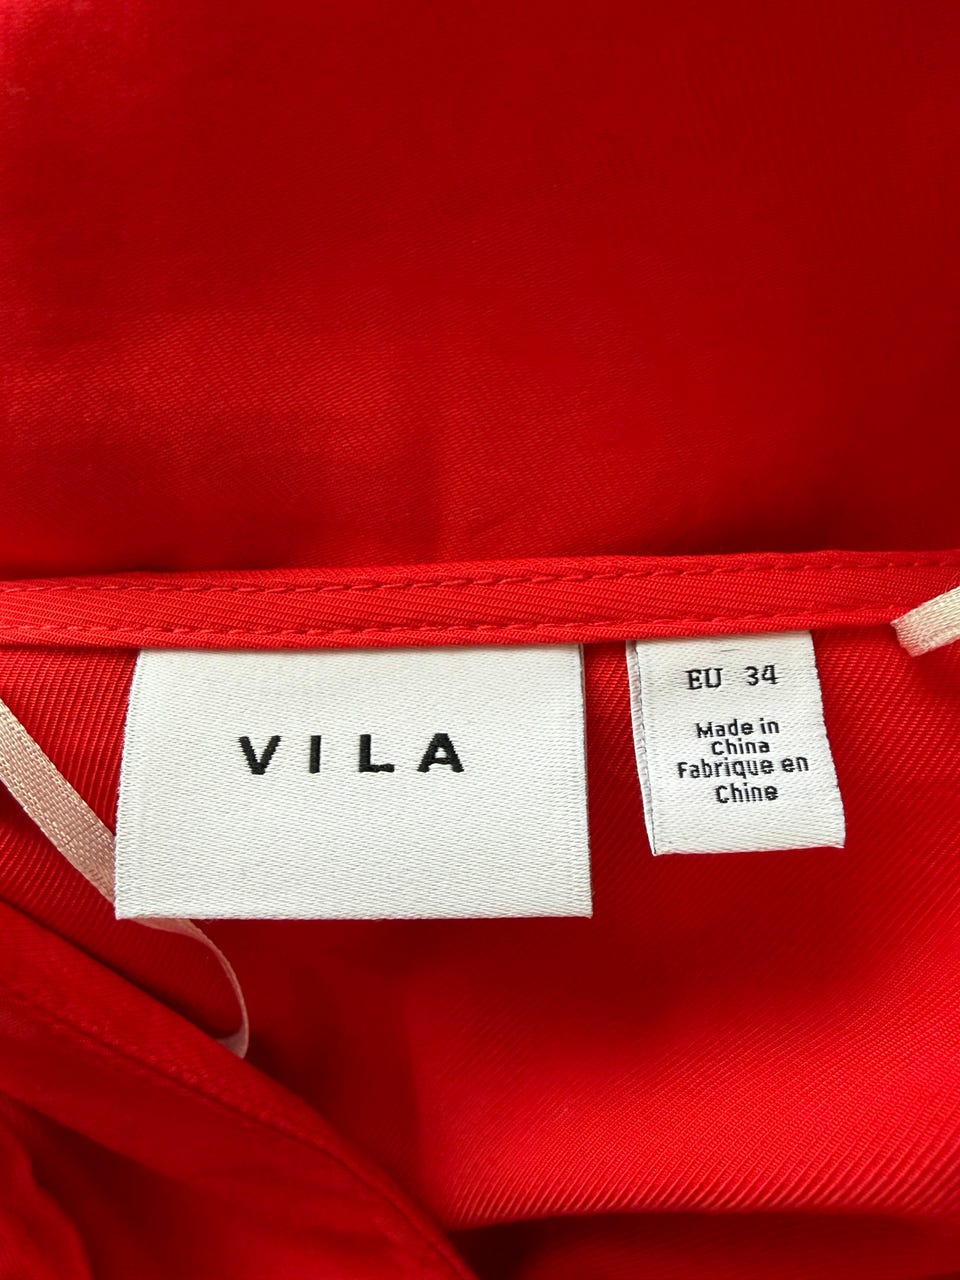 VILA
EU 34
Made in
China
Fabrique en
Chine